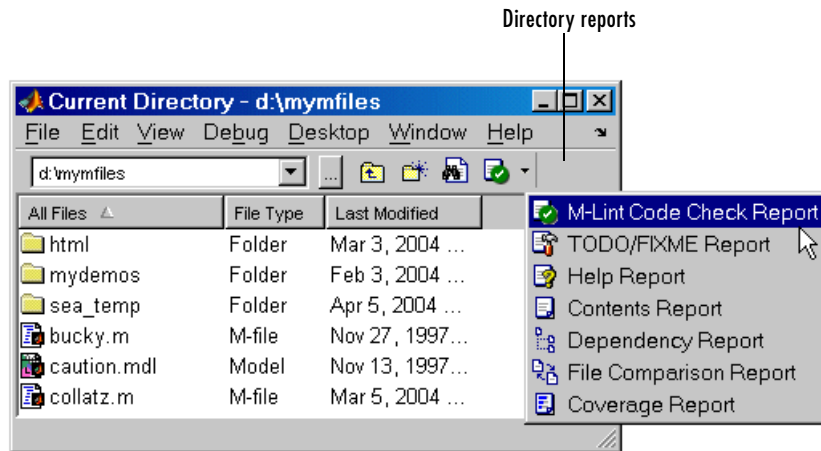 Directory reports
Current Directory - d:\mymfiles
File Edit View Debug Desktop Window Help
d:\mymfiles ...
All Files File Type Last Modified
html Folder Mar 3, 2004 ...
mydemos Folder Feb 3, 2004 ...
sea_temp Folder Apr 5, 2004 ...
bucky.m M-file Nov 27, 1997...
caution.mdl Model Nov 13, 1997...
collatz.m M-file Mar 5, 2004 ...
M-Lint Code Check Report
TODO/FIXME Report
Help Report
Contents Report
Dependency Report
File Comparison Report
Coverage Report